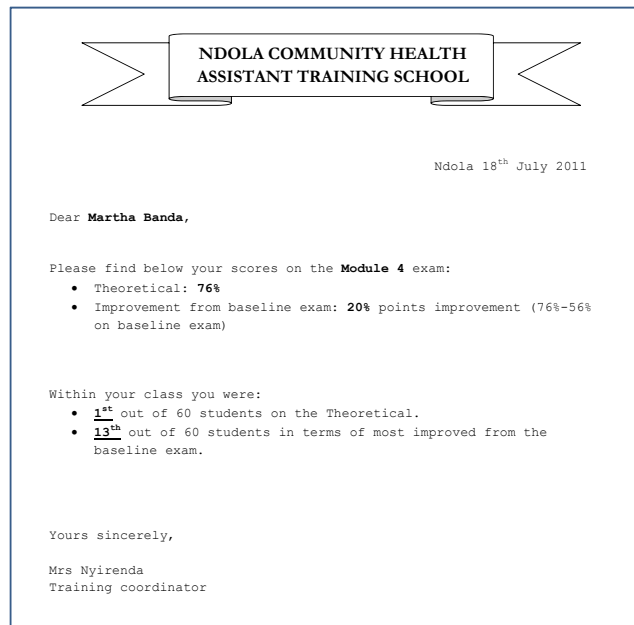 NDOLA COMMUNITY HEALTH
ASSISTANT TRAINING SCHOOL
Ndola 18th July 2011
Dear Martha Banda,
Please find below your scores on the Module 4 exam:
• Theoretical: 76%
• Improvement from baseline exam: 20% points improvement (76%-56%
on baseline exam)
Within your class you were:
• 1st out of 60 students on the Theoretical.
• 13th out of 60 students in terms of most improved from the
baseline exam.
Yours sincerely,
Mrs Nyirenda
Training coordinator